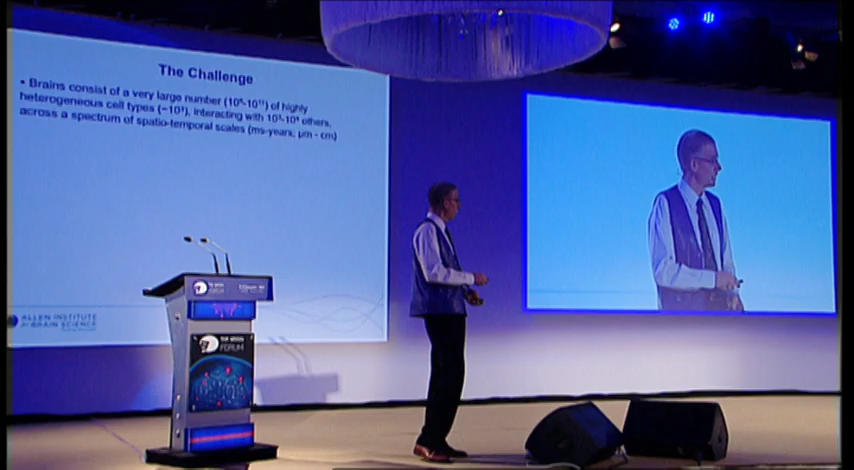 The Challenge
• Brains consist of a very large number (10⁶-10¹¹) of highly
heterogeneous cell types (~10³), interacting with 10³-10⁴ others,
across a spectrum of spatio-temporal scales (ms-years, μm - cm)
ALLEN INSTITUTE
for BRAIN SCIENCE
FORUM